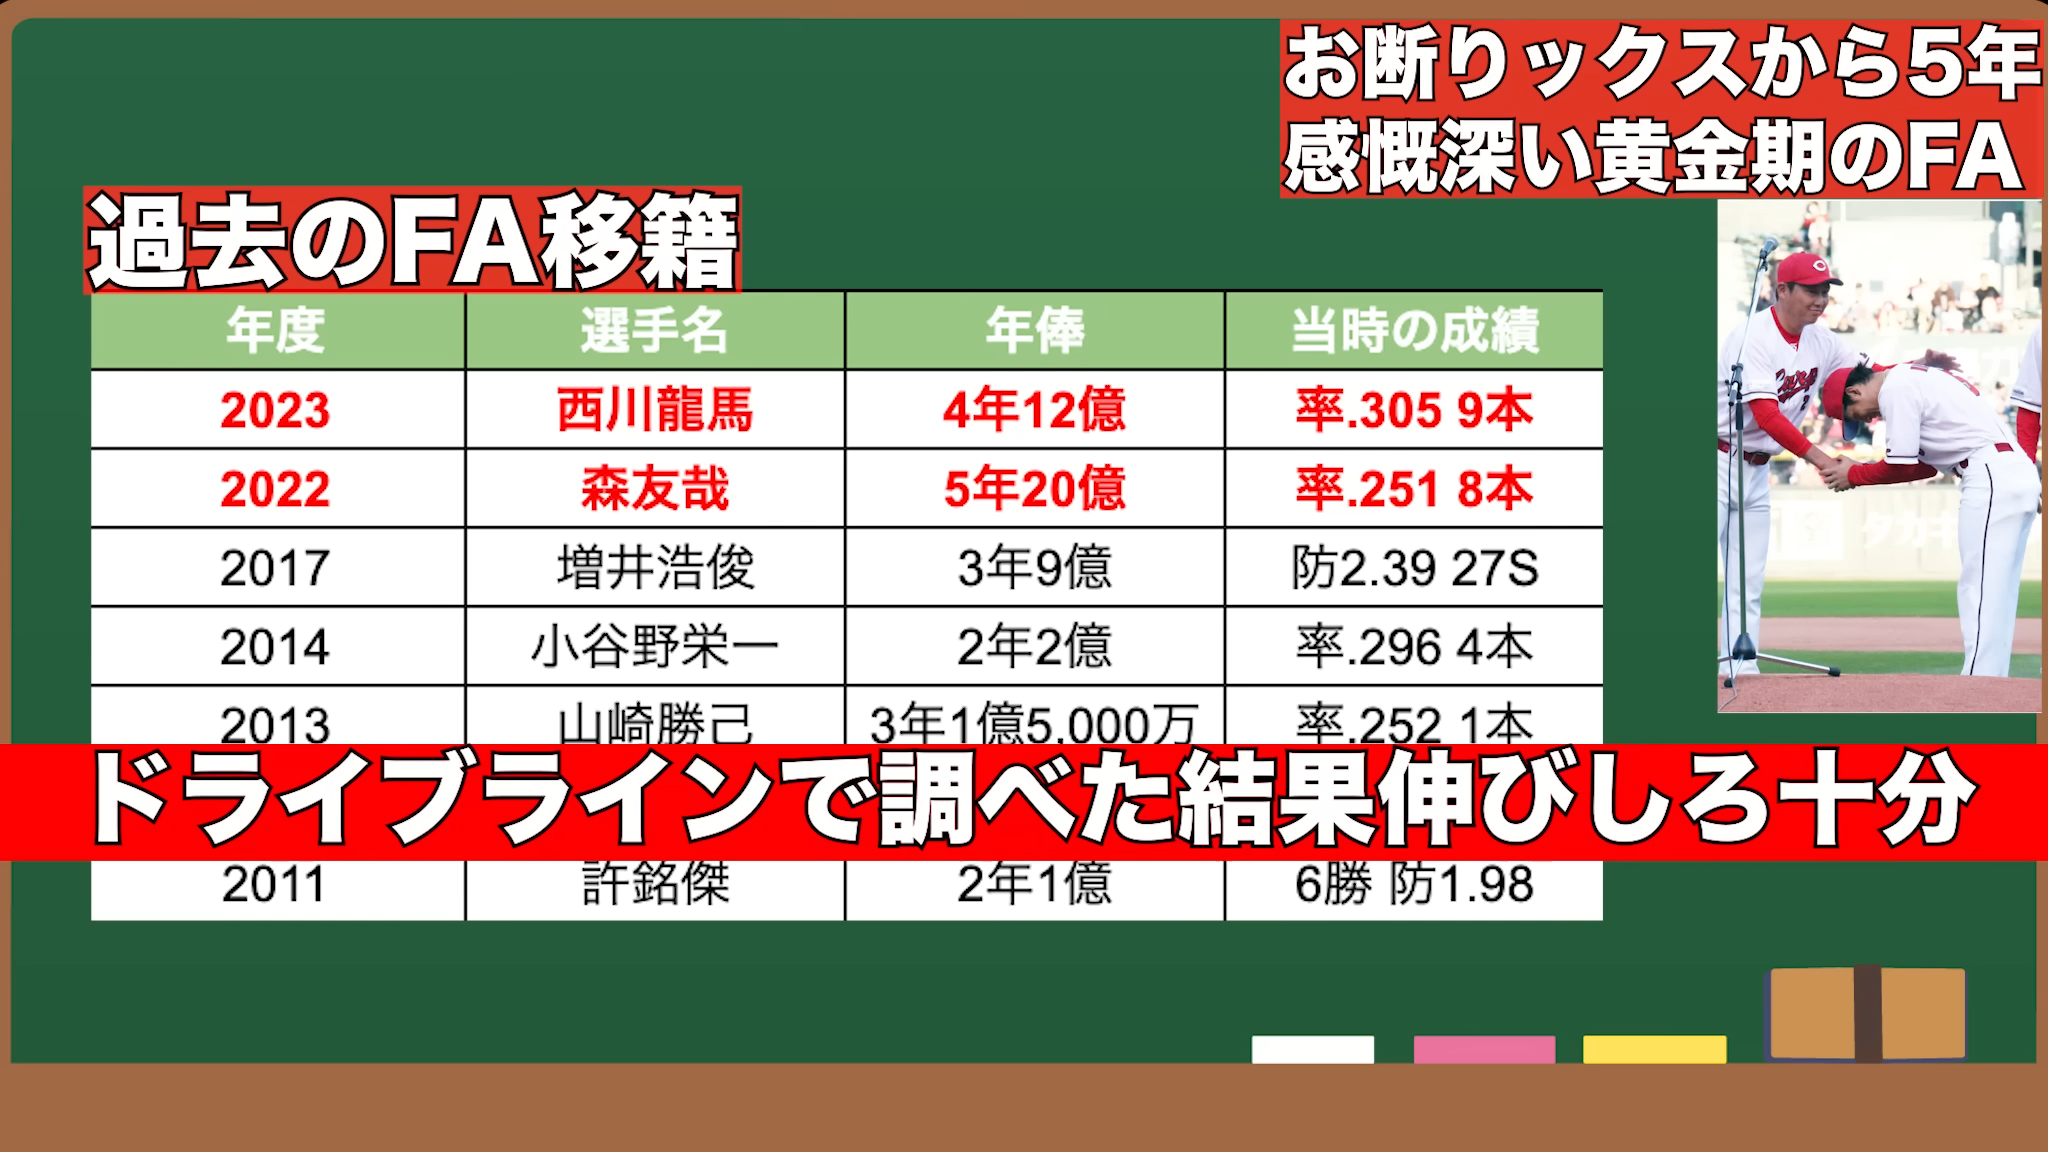 お断りックスから5年
感慨深い黄金期のFA
過去のFA移籍
年度 選手名 年俸 当時の成績
2023 西川龍馬 4年12億 率.305 9本
2022 森友哉 5年20億 率.251 8本
2017 増井浩俊 3年9億 防2.39 27S
2014 小谷野栄一 2年2億 率.296 4本
2013 山崎勝己 3年1億5,000万 率.252 1本
ドライブラインで調べた結果伸びしろ十分
2011 許銘傑 2年1億 6勝 防1.98